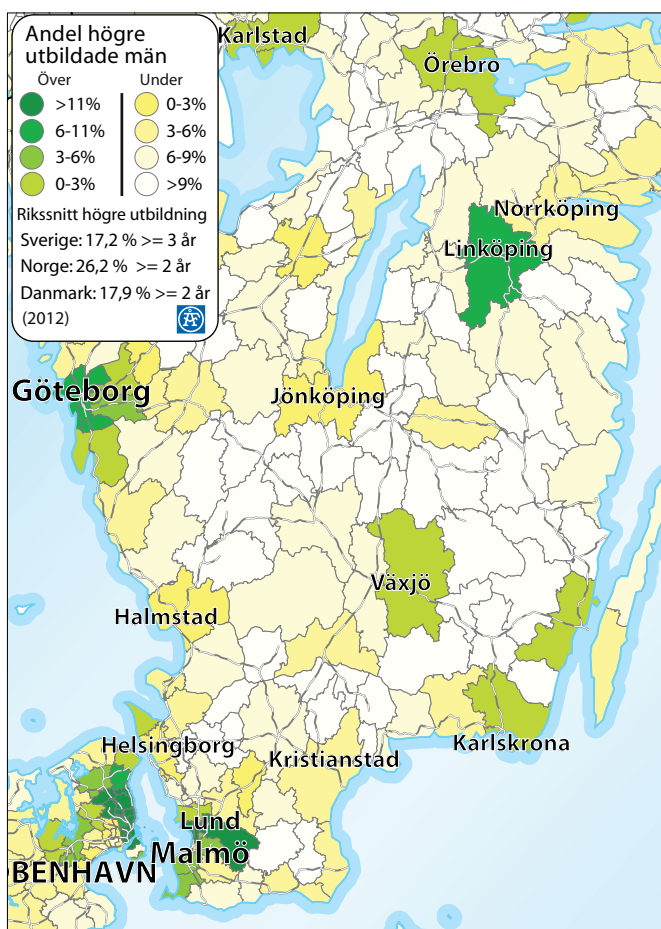 Andel högre
utbildade män
Över
Under
>11%
0-3%
6-11%
3-6%
3-6%
6-9%
0-3%
>9%
Rikssnitt högre utbildning
Sverige: 17,2 % >= 3 år
Norge: 26,2 % >= 2 år
Danmark: 17,9 % >= 2 år
(2012)
ÅF
Karlstad
Örebro
Norrköping
Linköping
Göteborg
Jönköping
Växjö
Halmstad
Helsingborg
Kristianstad
Karlskrona
Lund
Malmö
BENHAVN